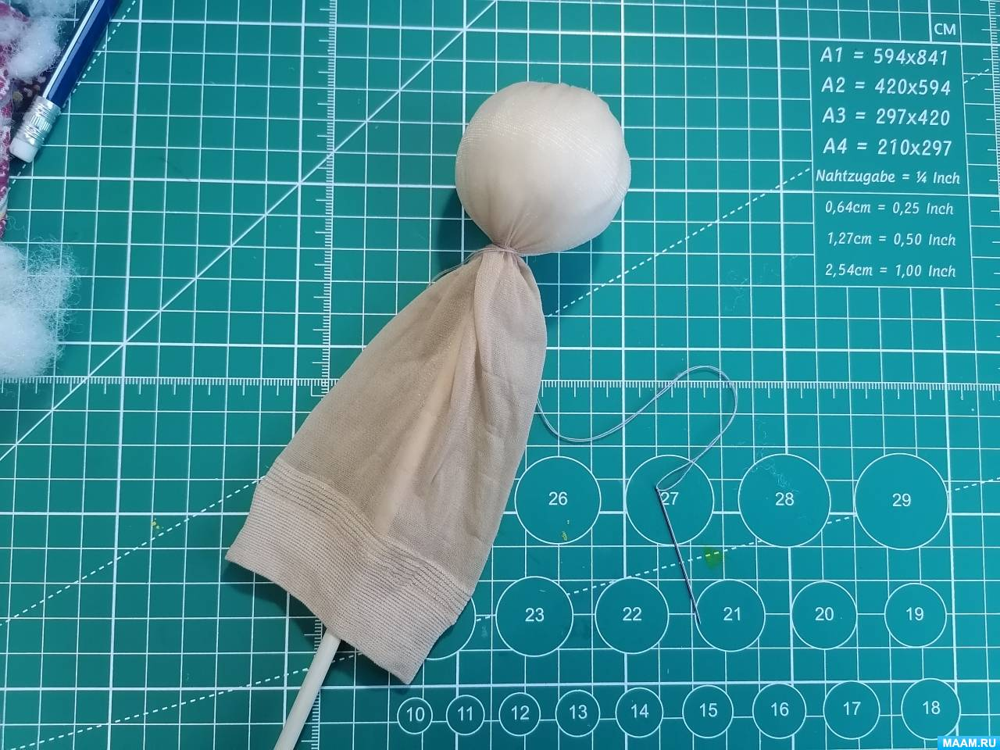 CM
A1 = 594x841
A2 = 420x594
A3 = 297x420
A4 = 210x297
Nahtzugabe = ¼ Inch
0,64cm = 0,25 Inch
1,27cm = 0,50 Inch
2,54cm = 1,00 Inch
26 27 28 29
23 22 21 20 19
10 11 12 13 14 15 16 17 18
MAAM.RU